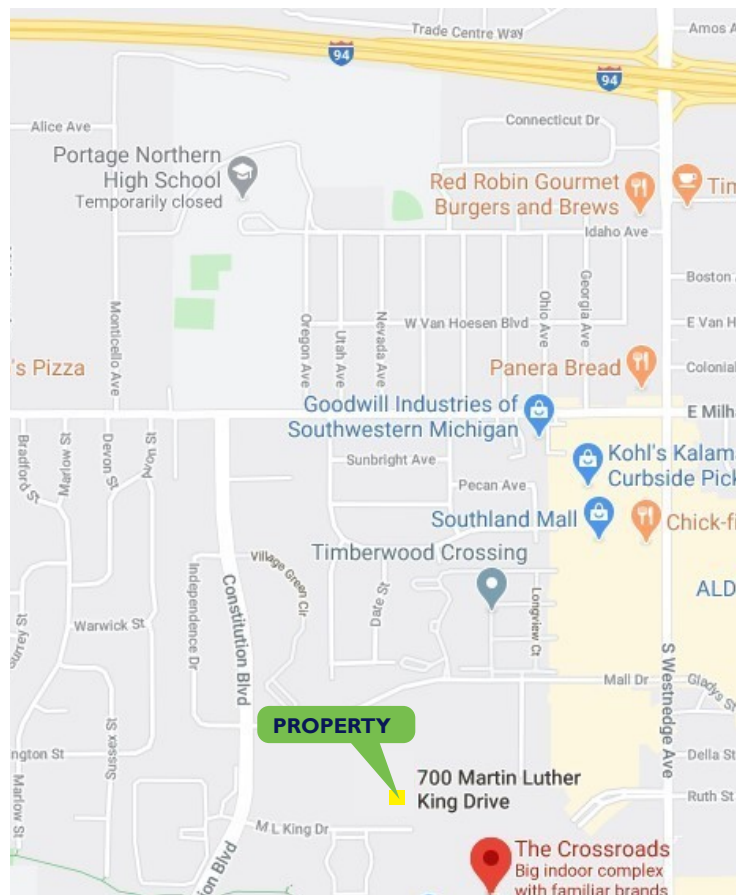 Trade Centre Way
Amos A
94
94
Connecticut Dr
Alice Ave
Portage Northern
High School
Temporarily closed
Red Robin Gourmet
Burgers and Brews
Tim
Idaho Ave
Boston
Monticello Ave
Oregon Ave
Utah Ave
Nevada Ave
W Van Hoesen Blvd
Ohio Ave
Georgia Ave
E Van H
's Pizza
Panera Bread
Colonial
Goodwill Industries of
Southwestern Michigan
E Milh
Bradford St
Marlow St
Devon St
Avon St
Sunbright Ave
Kohl's Kalam
Curbside Pick
Pecan Ave
Southland Mall
Chick-fi
Timberwood Crossing
Village Green Cir
Independence Dr
Constitution Blvd
Date St
Longview Ct
ALD
Surrey St
Warwick St
S Westnedge Ave
Mall Dr
Gladys St
PROPERTY
ngton St
Sussex St
Marlow St
Della St
700 Martin Luther
King Drive
Ruth St
M L King Dr
ion Blvd
The Crossroads
Big indoor complex
with familiar brands